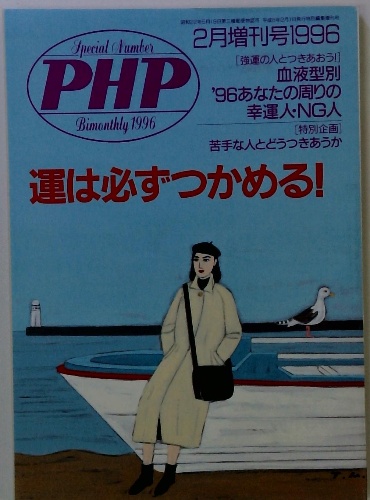 Special Number
PHP
Bimonthly 1996
2月増刊号1996
[強運の人とつきあおう!]
血液型別
'96あなたの周りの
幸運人・NG人
[特別企画]
苦手な人とどうつきあうか
運は必ずつかめる!